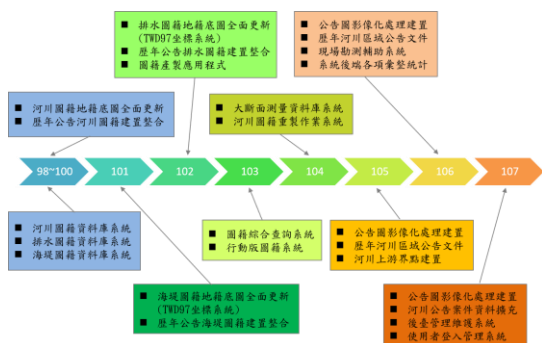 ■ 排水圖籍地籍底圖全面更新
(TWD97坐標系統)
■ 歷年公告排水圖籍建置整合
■ 圖籍產製應用程式
■ 公告圖影像化處理建置
■ 歷年河川區域公告文件
■ 現場勘測輔助系統
■ 系統後端各項彙整統計
■ 河川圖籍地籍底圖全面更新
■ 歷年公告河川圖籍建置整合
■ 大斷面測量資料庫系統
■ 河川圖籍重製作業系統
98~100
101
102
103
104
105
106
107
■ 河川圖籍資料庫系統
■ 排水圖籍資料庫系統
■ 海堤圖籍資料庫系統
■ 圖籍綜合查詢系統
■ 行動版圖籍系統
■ 公告圖影像化處理建置
■ 歷年河川區域公告文件
■ 河川上游界點建置
■ 海堤圖籍地籍底圖全面更新
(TWD97坐標系統)
■ 歷年公告海堤圖籍建置整合
■ 公告圖影像化處理建置
■ 河川公告業件資料擴充
■ 後臺管理維護系統
■ 使用者登入管理系統